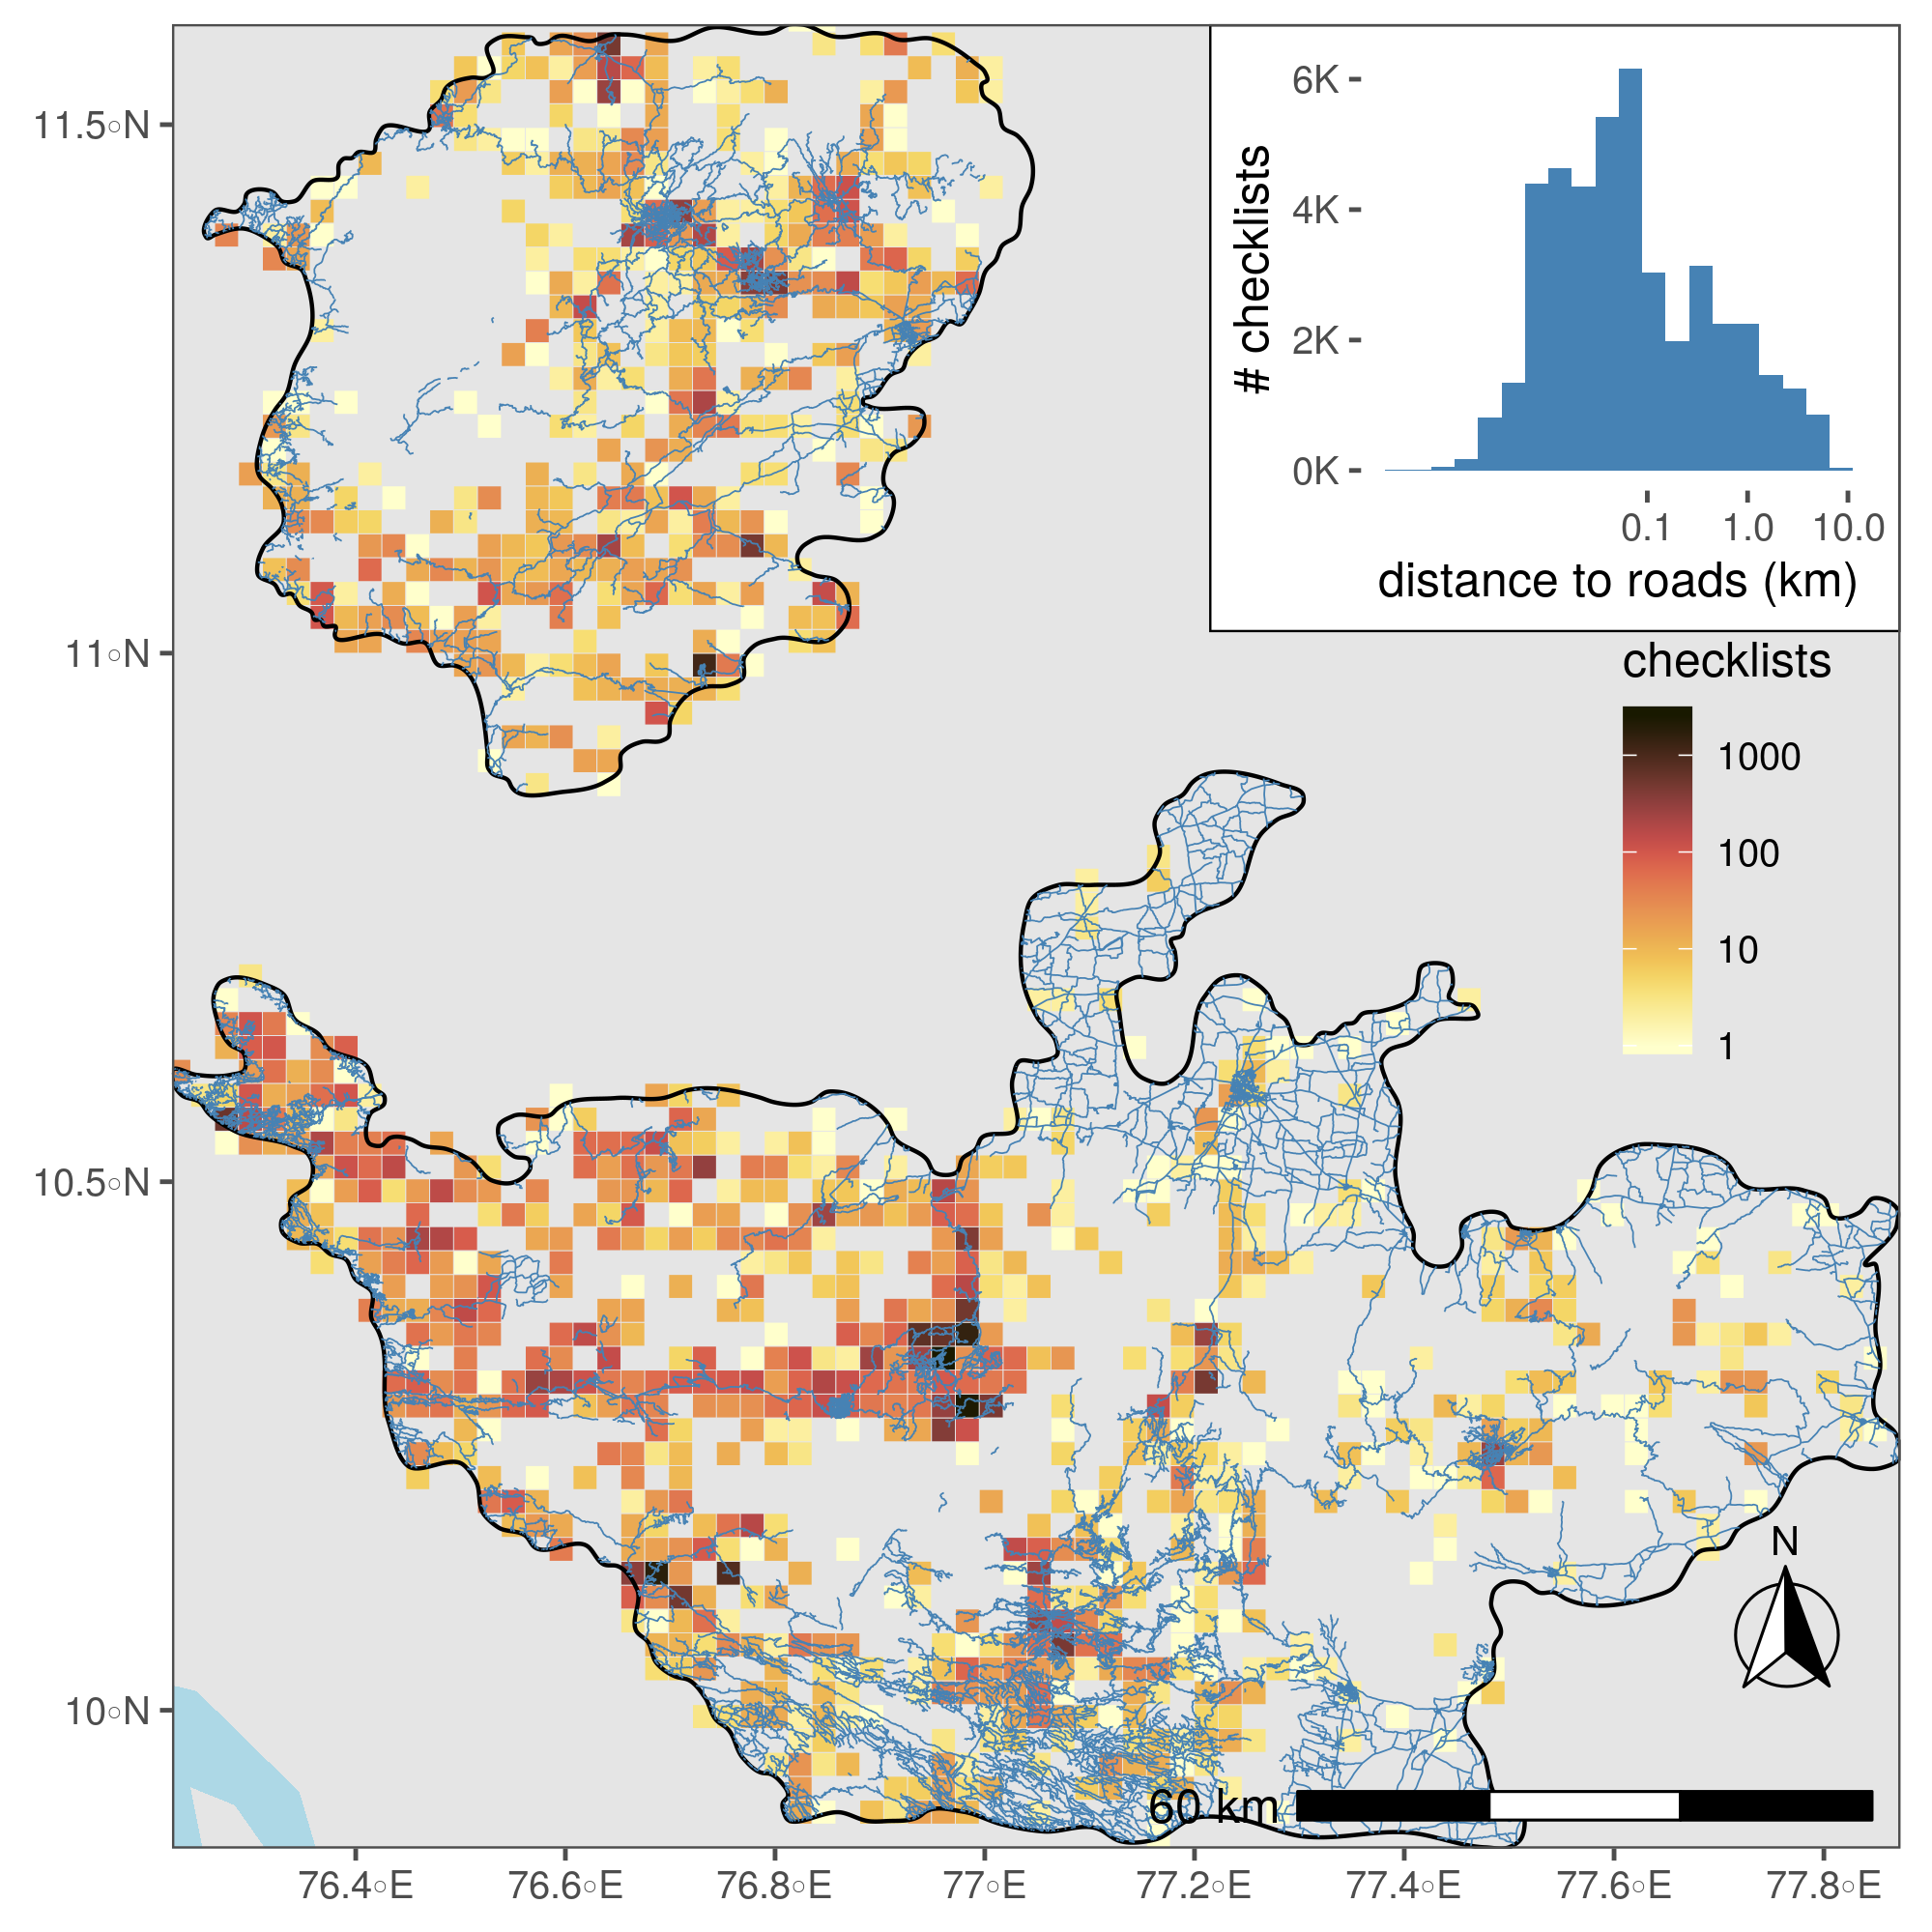 6K
4K
2K
0K
# checklists
0.1 1.0 10.0
distance to roads (km)
checklists
1000
100
10
1
11.5◦N
11◦N
10.5◦N
10◦N
N
60 km
76.4◦E 76.6◦E 76.8◦E 77◦E 77.2◦E 77.4◦E 77.6◦E 77.8◦E